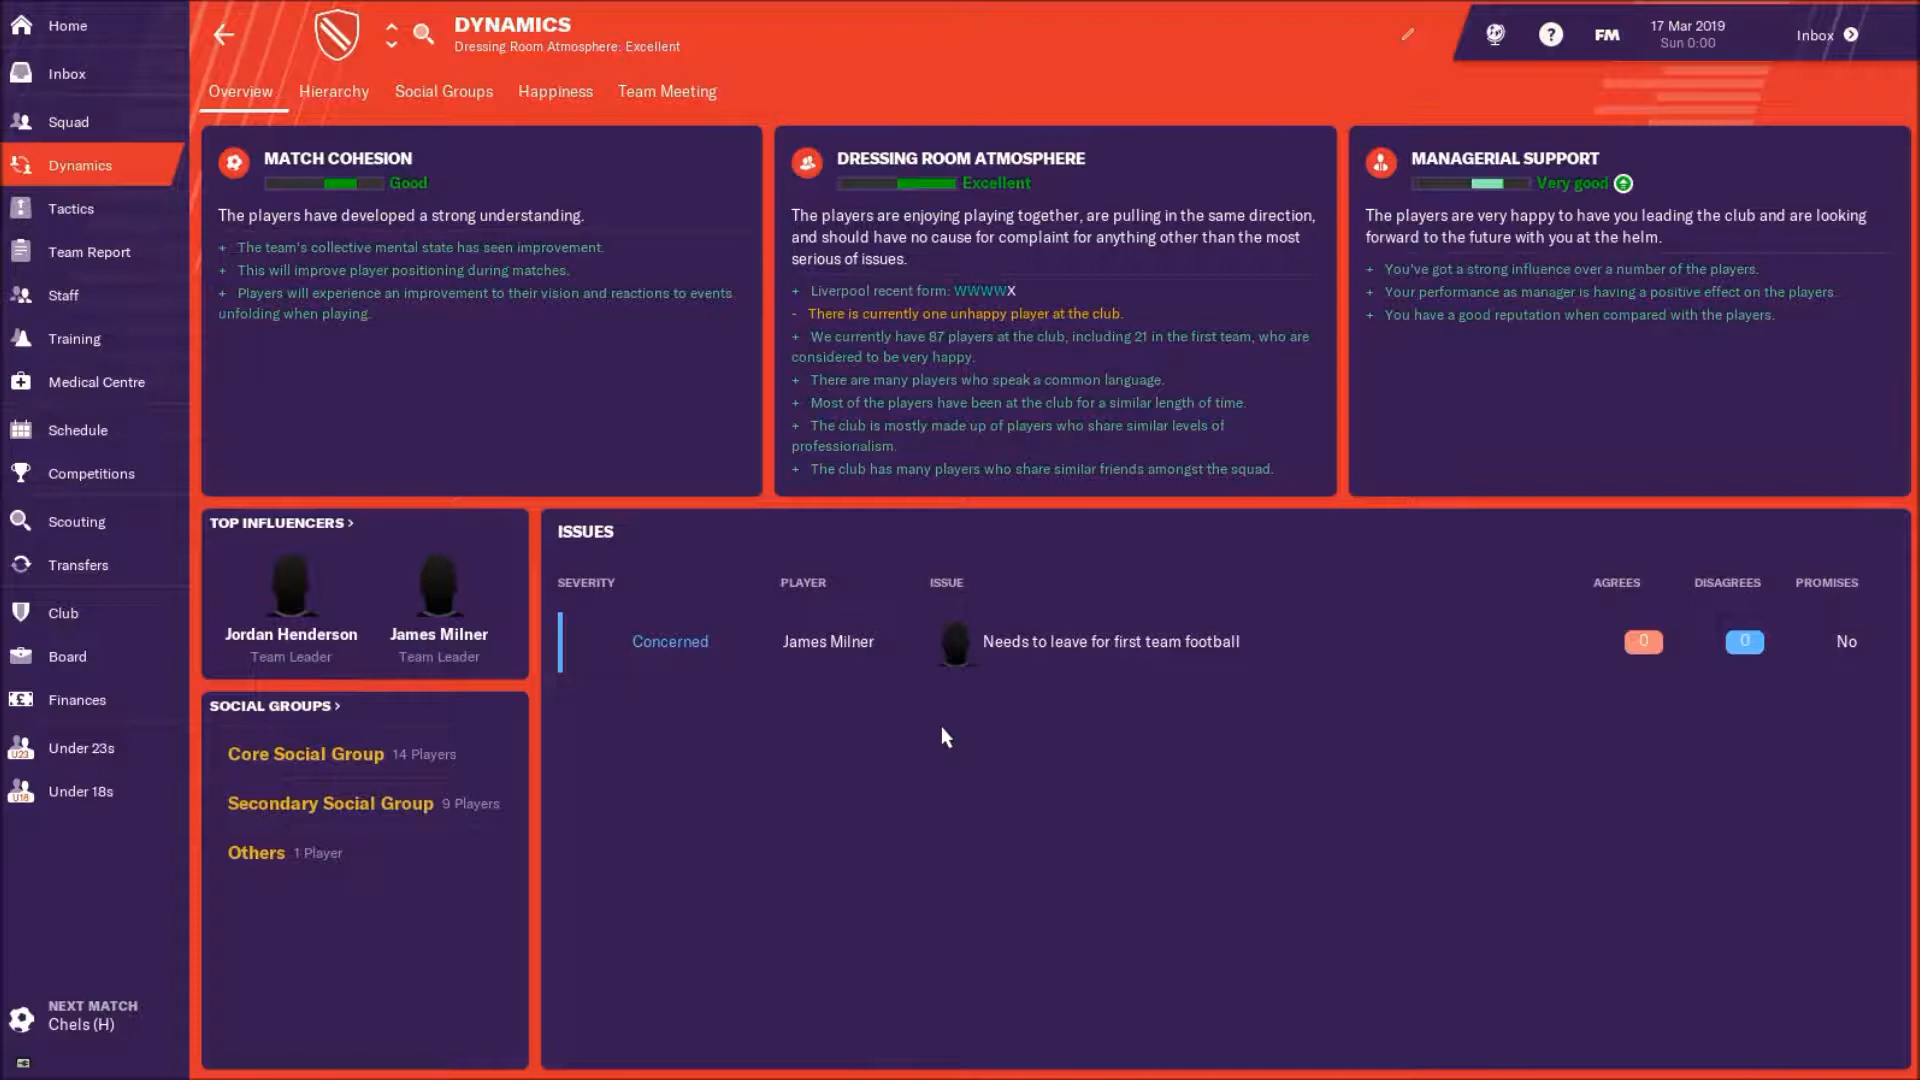 Home
Inbox
Squad
Dynamics
Tactics
Team Report
Staff
Training
Medical Centre
Schedule
Competitions
Scouting
Transfers
Club
Board
Finances
U23
Under 23s
U18
Under 18s
NEXT MATCH
Chels (H)
DYNAMICS
Dressing Room Atmosphere: Excellent
?
FM
17 Mar 2019
Sun 0:00
Inbox
Overview
Hierarchy
Social Groups
Happiness
Team Meeting
MATCH COHESION
Good
The players have developed a strong understanding.
+ The team's collective mental state has seen improvement.
+ This will improve player positioning during matches.
+ Players will experience an improvement to their vision and reactions to events
unfolding when playing.
DRESSING ROOM ATMOSPHERE
Excellent
The players are enjoying playing together, are pulling in the same direction,
and should have no cause for complaint for anything other than the most
serious of issues.
+ Liverpool recent form: WWWWX
- There is currently one unhappy player at the club.
+ We currently have 87 players at the club, including 21 in the first team, who are
considered to be very happy.
+ There are many players who speak a common language.
+ Most of the players have been at the club for a similar length of time.
+ The club is mostly made up of players who share similar levels of
professionalism.
+ The club has many players who share similar friends amongst the squad.
MANAGERIAL SUPPORT
Very good
The players are very happy to have you leading the club and are looking
forward to the future with you at the helm.
+ You've got a strong influence over a number of the players.
+ Your performance as manager is having a positive effect on the players.
+ You have a good reputation when compared with the players.
TOP INFLUENCERS >
Jordan Henderson
Team Leader
James Milner
Team Leader
SOCIAL GROUPS >
Core Social Group 14 Players
Secondary Social Group 9 Players
Others 1 Player
ISSUES
SEVERITY PLAYER ISSUE AGREES DISAGREES PROMISES
Concerned James Milner Needs to leave for first team football 0 0 No